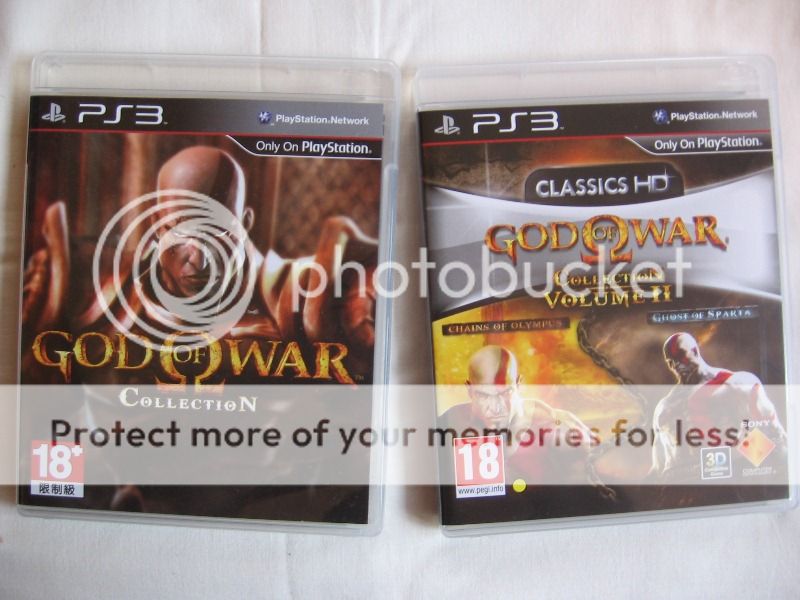 PS3
PlayStation Network
Only On PlayStation
GOD OF WAR
COLLECTION
18+
限制級
PS3
PlayStation Network
Only On PlayStation
CLASSICS HD
GOD OF WAR
COLLECTION
VOLUME II
CHAINS OF OLYMPUS
GHOST OF SPARTA
18
www.pegi.info
3D
SONY
photobucket
Protect more of your memories for less!